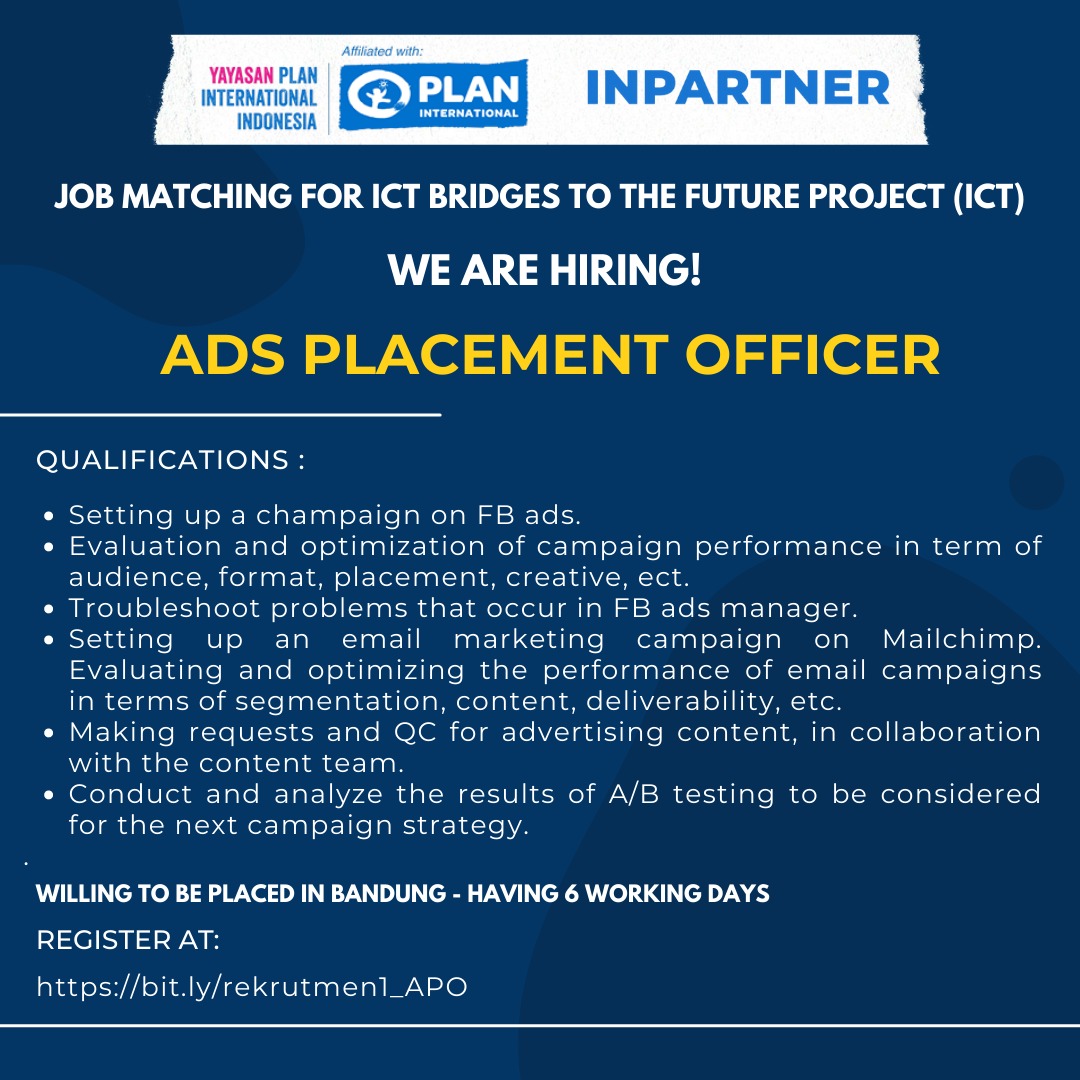 Affiliated with:
YAYASAN PLAN
INTERNATIONAL
INDONESIA
PLAN
INTERNATIONAL
INPARTNER
JOB MATCHING FOR ICT BRIDGES TO THE FUTURE PROJECT (ICT)
WE ARE HIRING!
ADS PLACEMENT OFFICER
QUALIFICATIONS :
• Setting up a champaign on FB ads.
• Evaluation and optimization of campaign performance in term of
audience, format, placement, creative, ect.
• Troubleshoot problems that occur in FB ads manager.
• Setting up an email marketing campaign on Mailchimp.
Evaluating and optimizing the performance of email campaigns
in terms of segmentation, content, deliverability, etc.
• Making requests and QC for advertising content, in collaboration
with the content team.
• Conduct and analyze the results of A/B testing to be considered
for the next campaign strategy.
.
WILLING TO BE PLACED IN BANDUNG - HAVING 6 WORKING DAYS
REGISTER AT:
https://bit.ly/rekrutmen1_APO